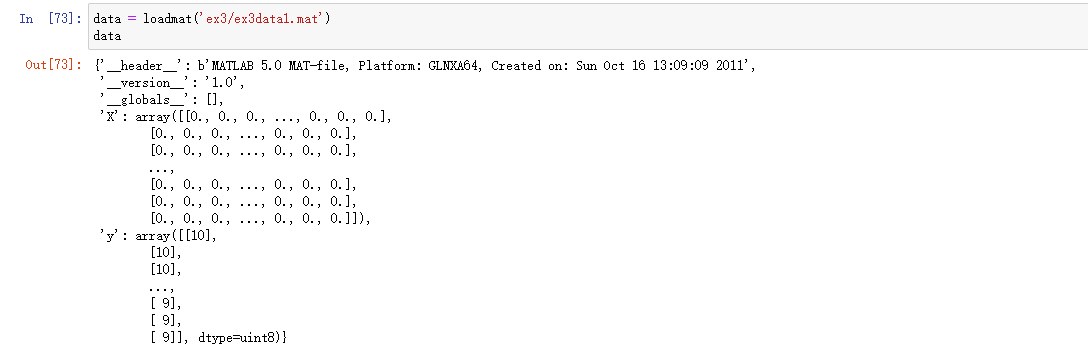 In [73]: data = loadmat('ex3/ex3data1.mat')
data
Out[73]: {'__header__': b'MATLAB 5.0 MAT-file, Platform: GLNXA64, Created on: Sun Oct 16 13:09:09 2011',
'__version__': '1.0',
'__globals__': [],
'X': array([[0., 0., 0., ..., 0., 0., 0.],
[0., 0., 0., ..., 0., 0., 0.],
[0., 0., 0., ..., 0., 0., 0.],
...,
[0., 0., 0., ..., 0., 0., 0.],
[0., 0., 0., ..., 0., 0., 0.],
[0., 0., 0., ..., 0., 0., 0.]]),
'y': array([[10],
[10],
[10],
...,
[ 9],
[ 9],
[ 9]], dtype=uint8)}